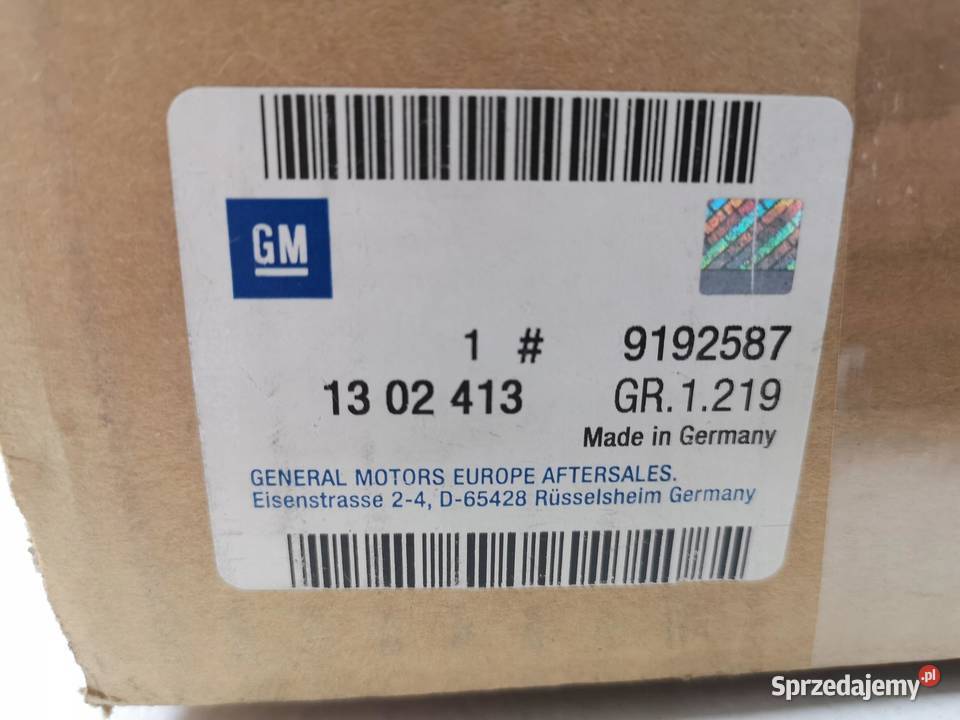 GM
1 # 9192587
13 02 413 GR.1.219
Made in Germany
GENERAL MOTORS EUROPE AFTERSALES.
Eisenstrasse 2-4, D-65428 Rüsselsheim Germany
Sprzedajemy.pl